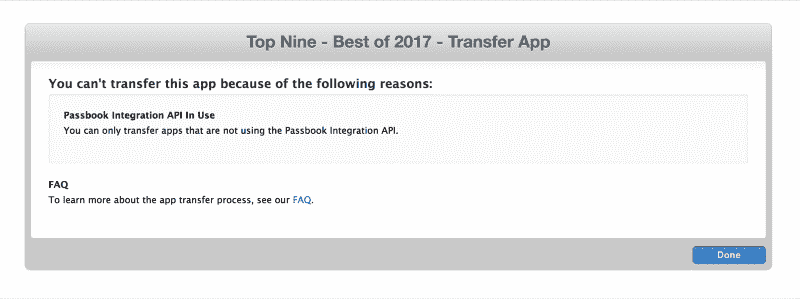 Top Nine - Best of 2017 - Transfer App
You can't transfer this app because of the following reasons:
Passbook Integration API In Use
You can only transfer apps that are not using the Passbook Integration API.
FAQ
To learn more about the app transfer process, see our FAQ.
Done